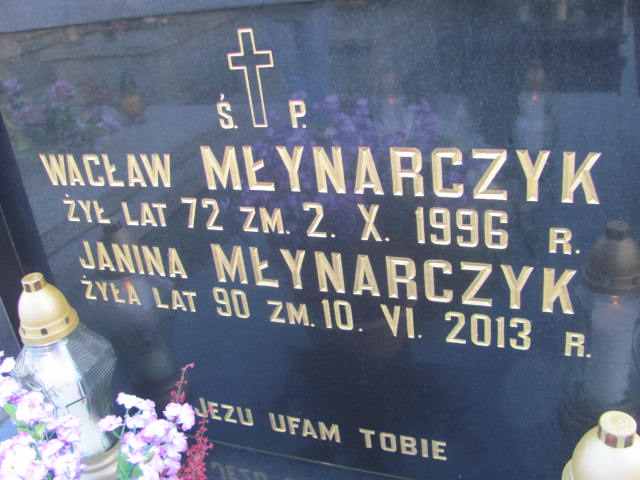 Ś. P.
WACŁAW MŁYNARCZYK
ŻYŁ LAT 72 ZM. 2. X. 1996 R.
JANINA MŁYNARCZYK
ŻYŁA LAT 90 ZM. 10. VI. 2013 R.
JEZU UFAM TOBIE